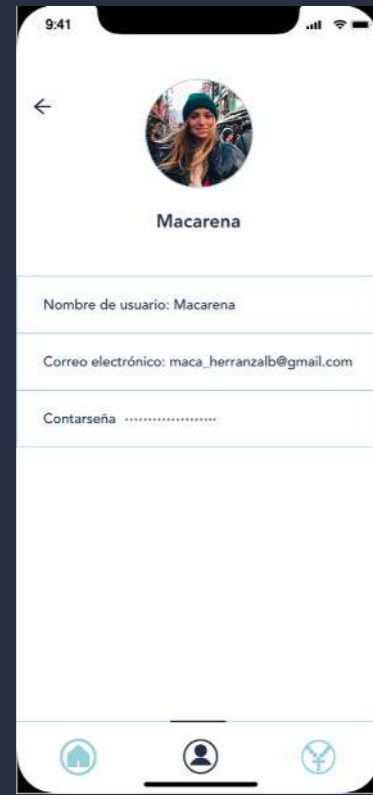 9:41
Macarena
Nombre de usuario: Macarena
Correo electrónico: maca_herranzalb@gmail.com
Contarseña ····················